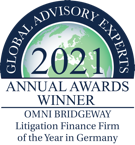 GLOBAL ADVISORY EXPERTS
2021
ANNUAL AWARDS
WINNER
OMNI BRIDGEWAY
Litigation Finance Firm
of the Year in Germany